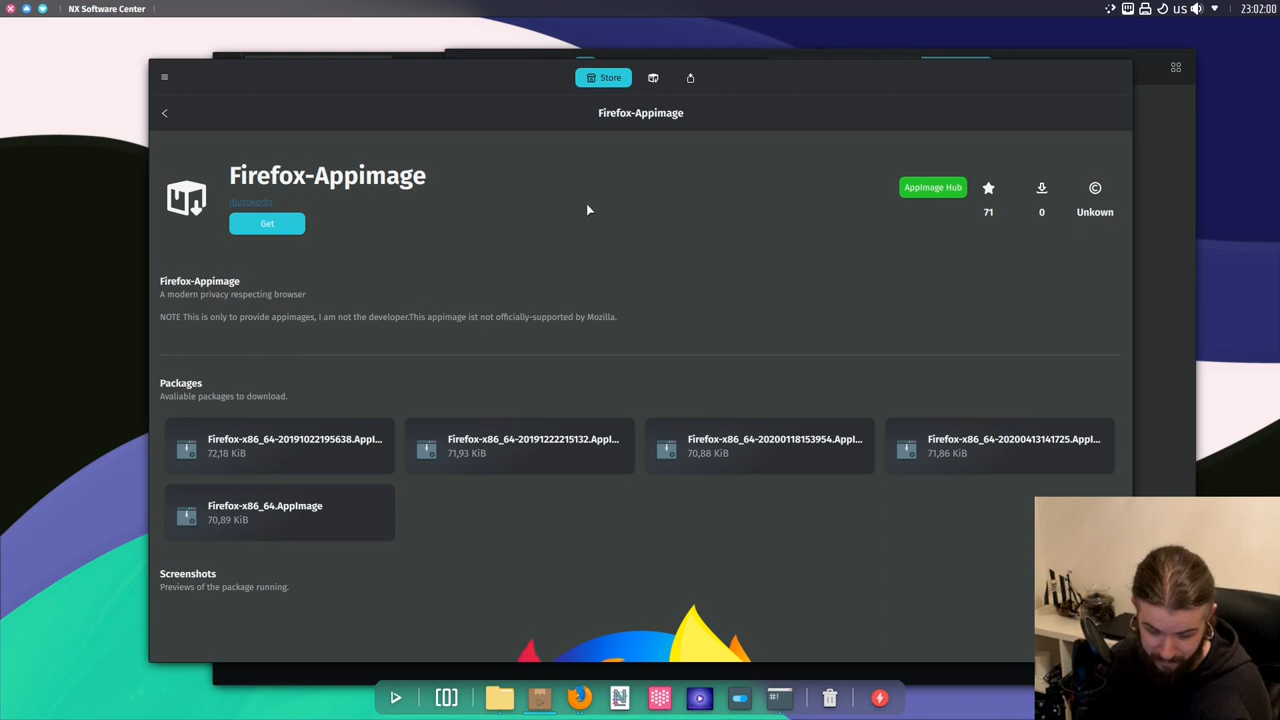 NX Software Center
us
23:02:00
Store
Firefox-Appimage
Firefox-Appimage
itjustworks
Get
AppImage Hub
71
0
Unkown
Firefox-Appimage
A modern privacy respecting browser
NOTE This is only to provide appimages, I am not the developer.This appimage ist not officially-supported by Mozilla.
Packages
Avaliable packages to download.
Firefox-x86_64-20191022195638.AppI...
72,18 KiB
Firefox-x86_64-20191222215132.AppI...
71,93 KiB
Firefox-x86_64-20200118153954.AppI...
70,88 KiB
Firefox-x86_64-20200413141725.AppI...
71,86 KiB
Firefox-x86_64.AppImage
70,89 KiB
Screenshots
Previews of the package running.